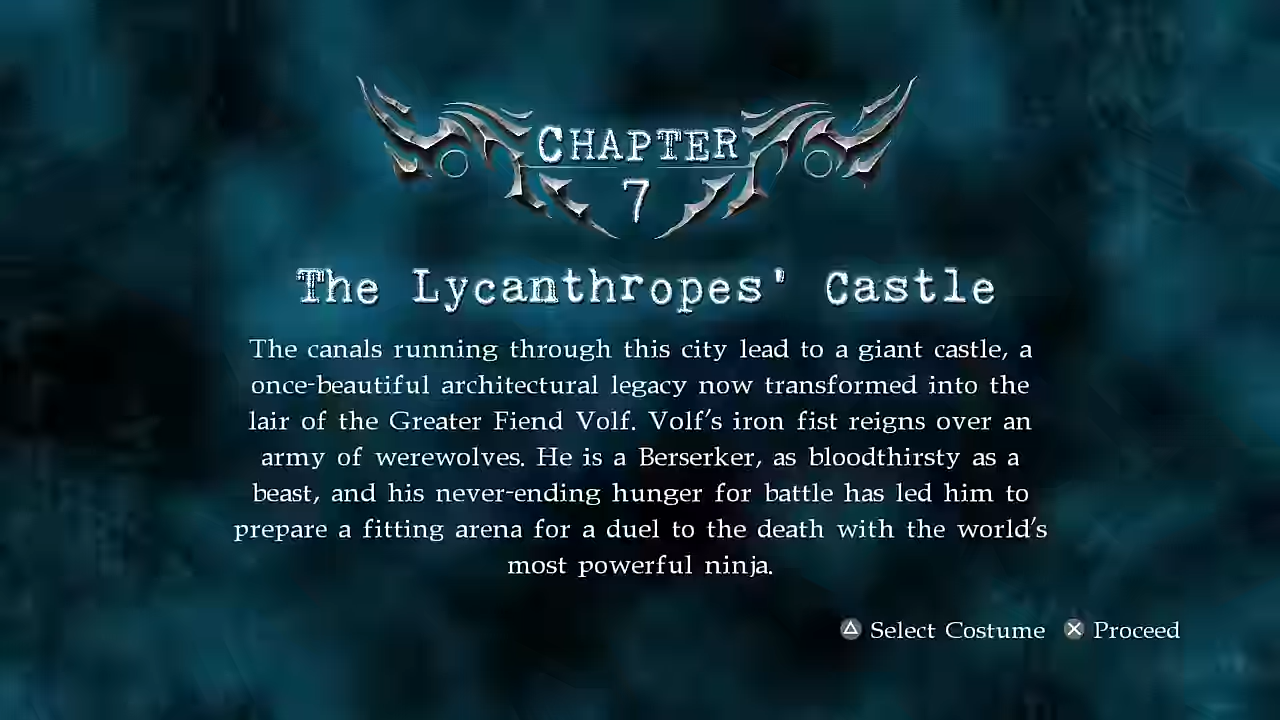 CHAPTER
7
The Lycanthropes' Castle
The canals running through this city lead to a giant castle, a
once-beautiful architectural legacy now transformed into the
lair of the Greater Fiend Volf. Volf's iron fist reigns over an
army of werewolves. He is a Berserker, as bloodthirsty as a
beast, and his never-ending hunger for battle has led him to
prepare a fitting arena for a duel to the death with the world's
most powerful ninja.
Select Costume Proceed